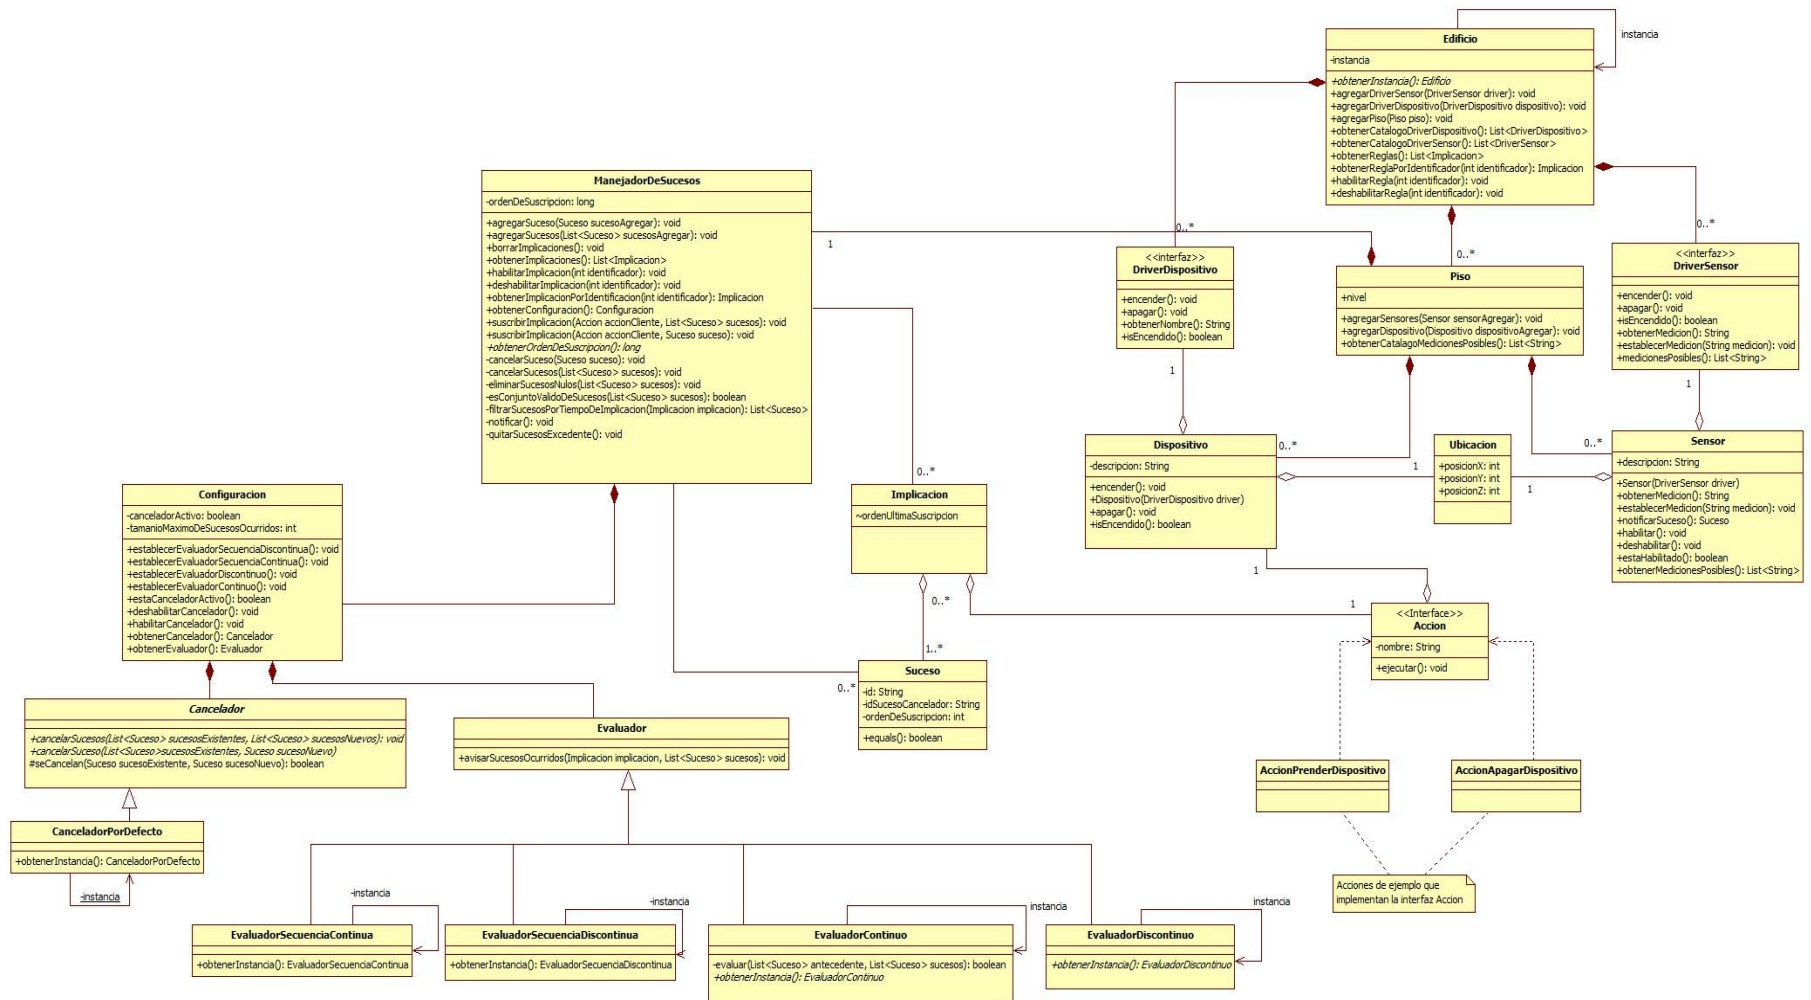 Edificio
-instancia
+obtenerInstancia(): Edificio
+agregarDriverSensor(DriverSensor driver): void
+agregarDriverDispositivo(DriverDispositivo dispositivo): void
+agregarPiso(Piso piso): void
+obtenerCatalogoDriverDispositivo(): List<DriverDispositivo>
+obtenerCatalogoDriverSensor(): List<DriverSensor>
+obtenerReglas(): List<Implicacion>
+obtenerReglaPorIdentificador(int identificador): Implicacion
+habilitarRegla(int identificador): void
+deshabilitarRegla(int identificador): void
instancia
ManejadorDeSucesos
-ordenDeSuscripcion: long
+agregarSuceso(Suceso sucesoAgregar): void
+agregarSucesos(List<Suceso> sucesosAgregar): void
+borrarImplicaciones(): void
+obtenerImplicaciones(): List<Implicacion>
+habilitarImplicacion(int identificador): void
+deshabilitarImplicacion(int identificador): void
+obtenerImplicacionPorIdentificacion(int identificador): Implicacion
+obtenerConfiguracion(): Configuracion
+suscribirImplicacion(Accion accionCliente, List<Suceso> sucesos): void
+suscribirImplicacion(Accion accionCliente, Suceso suceso): void
+obtenerOrdenDeSuscripcion(): long
-cancelarSuceso(Suceso suceso): void
-cancelarSucesos(List<Suceso> sucesos): void
-eliminarSucesosNulos(List<Suceso> sucesos): void
-esConjuntoValidoDeSucesos(List<Suceso> sucesos): boolean
-filtrarSucesosPorTiempoDeImplicacion(Implicacion implicacion): List<Suceso>
-notificar(): void
-quitarSucesosExcedente(): void
1
0..*
0..*
0..*
<<interfaz>>
DriverDispositivo
+encender(): void
+apagar(): void
+obtenerNombre(): String
+isEncendido(): boolean
Piso
+nivel
+agregarSensores(Sensor sensorAgregar): void
+agregarDispositivo(Dispositivo dispositivoAgregar): void
+obtenerCatalagoMedicionesPosibles(): List<String>
<<interfaz>>
DriverSensor
+encender(): void
+apagar(): void
+isEncendido(): boolean
+obtenerMedicion(): String
+establecerMedicion(String medicion): void
+medicionesPosibles(): List<String>
1
1
Dispositivo
-descripcion: String
+encender(): void
+Dispositivo(DriverDispositivo driver)
+apagar(): void
+isEncendido(): boolean
0..*
1
Ubicacion
+posicionX: int
+posicionY: int
+posicionZ: int
0..*
1
Sensor
+descripcion: String
+Sensor(DriverSensor driver)
+obtenerMedicion(): String
+establecerMedicion(String medicion): void
+notificarSuceso(): Suceso
+habilitar(): void
+deshabilitar(): void
+estaHabilitado(): boolean
+obtenerMedicionesPosibles(): List<String>
0..*
Implicacion
~ordenUltimaSuscripcion
0..*
1..*
0..*
1
1
Configuracion
-canceladorActivo: boolean
-tamanioMaximoDeSucesosOcurridos: int
+establecerEvaluadorSecuenciaDiscontinua(): void
+establecerEvaluadorSecuenciaContinua(): void
+establecerEvaluadorDiscontinuo(): void
+establecerEvaluadorContinuo(): void
+estaCanceladorActivo(): boolean
+deshabilitarCancelador(): void
+habilitarCancelador(): void
+obtenerCancelador(): Cancelador
+obtenerEvaluador(): Evaluador
<<Interface>>
Accion
-nombre: String
+ejecutar(): void
Suceso
-id: String
-idSucesoCancelador: String
-ordenDeSuscripcion: int
+equals(): boolean
Cancelador
+cancelarSucesos(List<Suceso> sucesosExistentes, List<Suceso> sucesosNuevos): void
+cancelarSuceso(List<Suceso>sucesosExistentes, Suceso sucesoNuevo)
#seCancelan(Suceso sucesoExistente, Suceso sucesoNuevo): boolean
Evaluador
+avisarSucesosOcurridos(Implicacion implicacion, List<Suceso> sucesos): void
AccionPrenderDispositivo
AccionApagarDispositivo
CanceladorPorDefecto
+obtenerInstancia(): CanceladorPorDefecto
-instancia
Acciones de ejemplo que
implementan la interfaz Accion
-instancia
-instancia
instancia
instancia
EvaluadorSecuenciaContinua
+obtenerInstancia(): EvaluadorSecuenciaContinua
EvaluadorSecuenciaDiscontinua
+obtenerInstancia(): EvaluadorSecuenciaDiscontinua
EvaluadorContinuo
-evaluar(List<Suceso> antecedente, List<Suceso> sucesos): boolean
+obtenerInstancia(): EvaluadorContinuo
EvaluadorDiscontinuo
+obtenerInstancia(): EvaluadorDiscontinuo